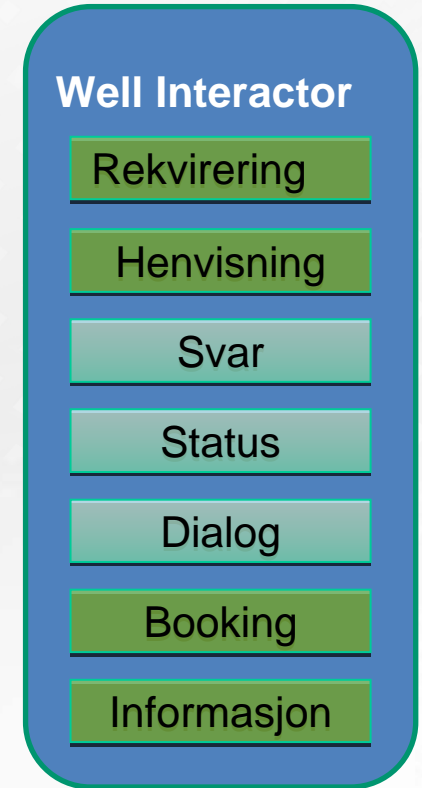 Well Interactor
Rekvirering
Henvisning
Svar
Status
Dialog
Booking
Informasjon